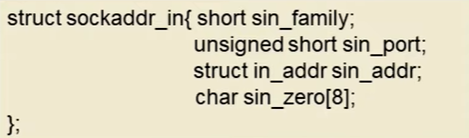 struct sockaddr_in{ short sin_family;
unsigned short sin_port;
struct in_addr sin_addr;
char sin_zero[8];
};